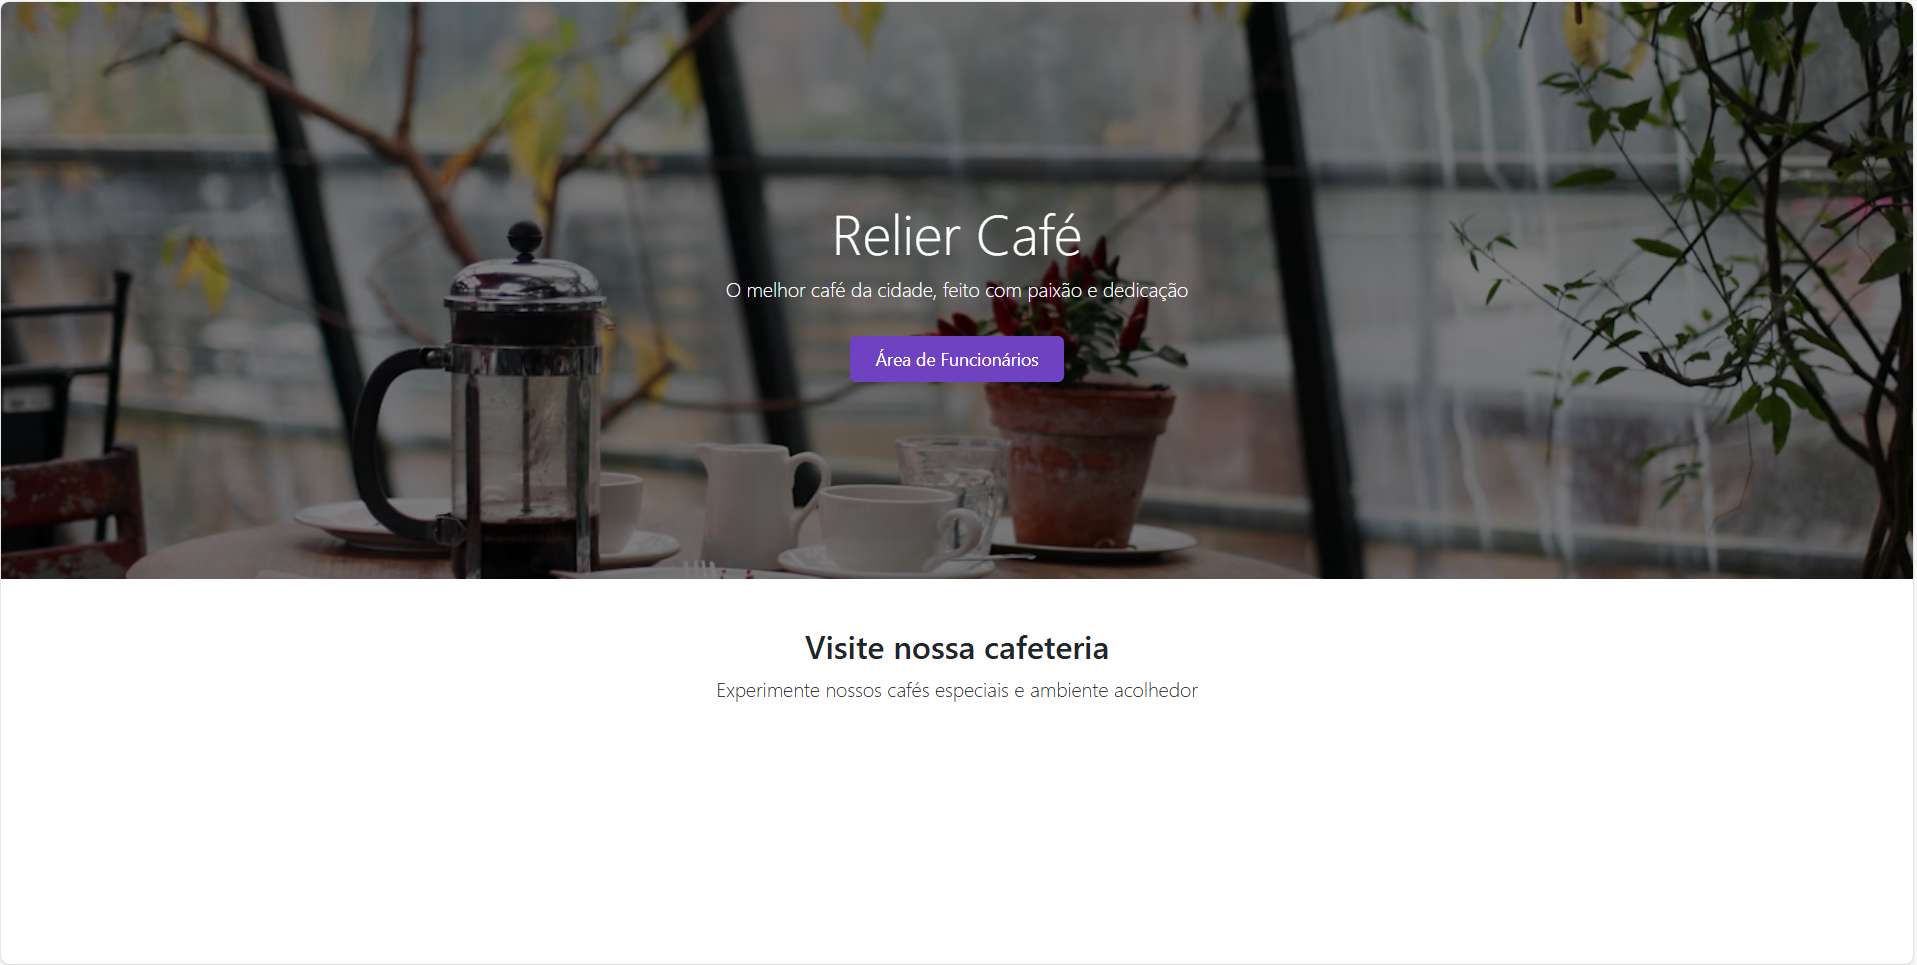 Relier Café
O melhor café da cidade, feito com paixão e dedicação
Área de Funcionários
Visite nossa cafeteria
Experimente nossos cafés especiais e ambiente acolhedor